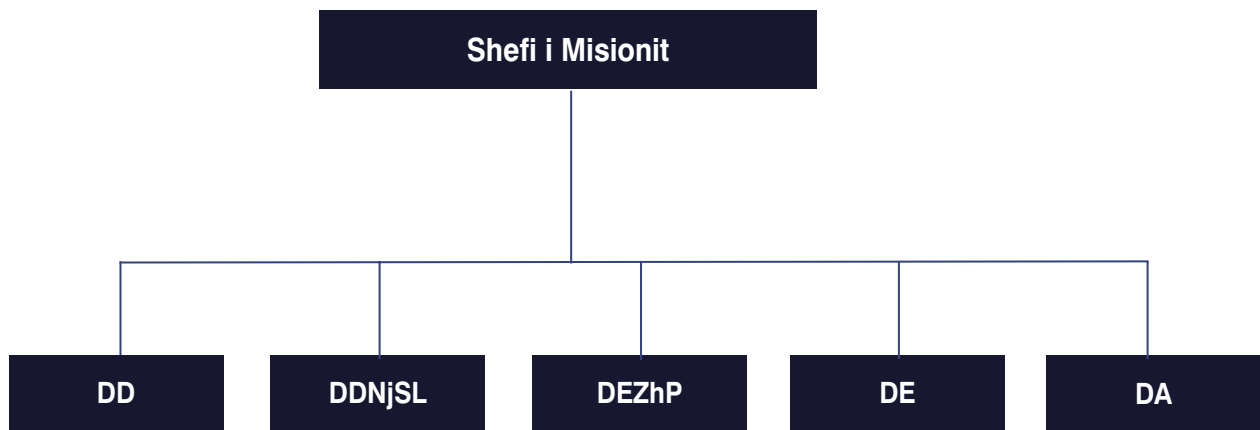 Shefi i Misionit
DD
DDNjSL
DEZhP
DE
DA